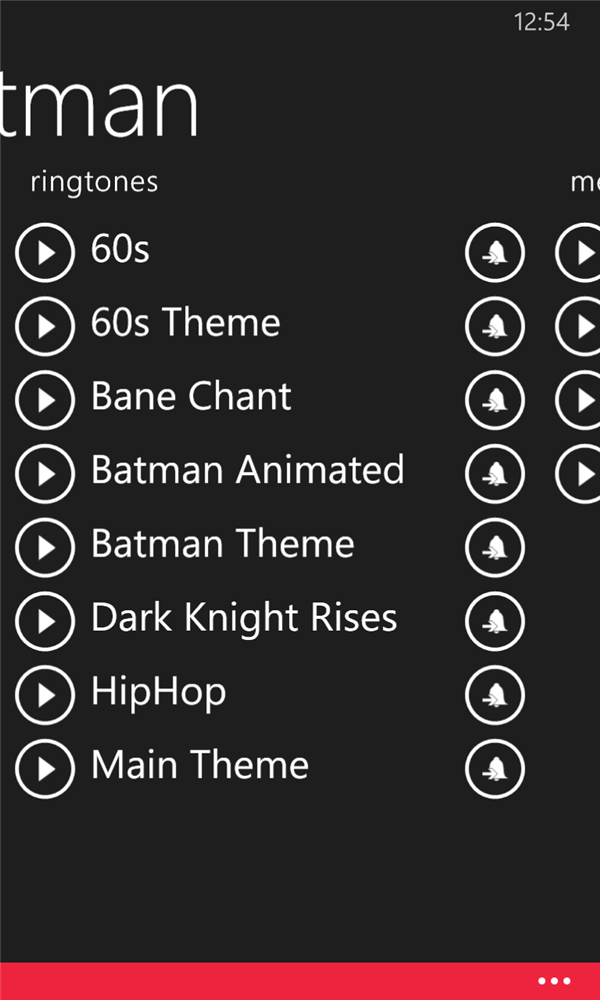 12:54
tman
ringtones
me
60s
60s Theme
Bane Chant
Batman Animated
Batman Theme
Dark Knight Rises
HipHop
Main Theme